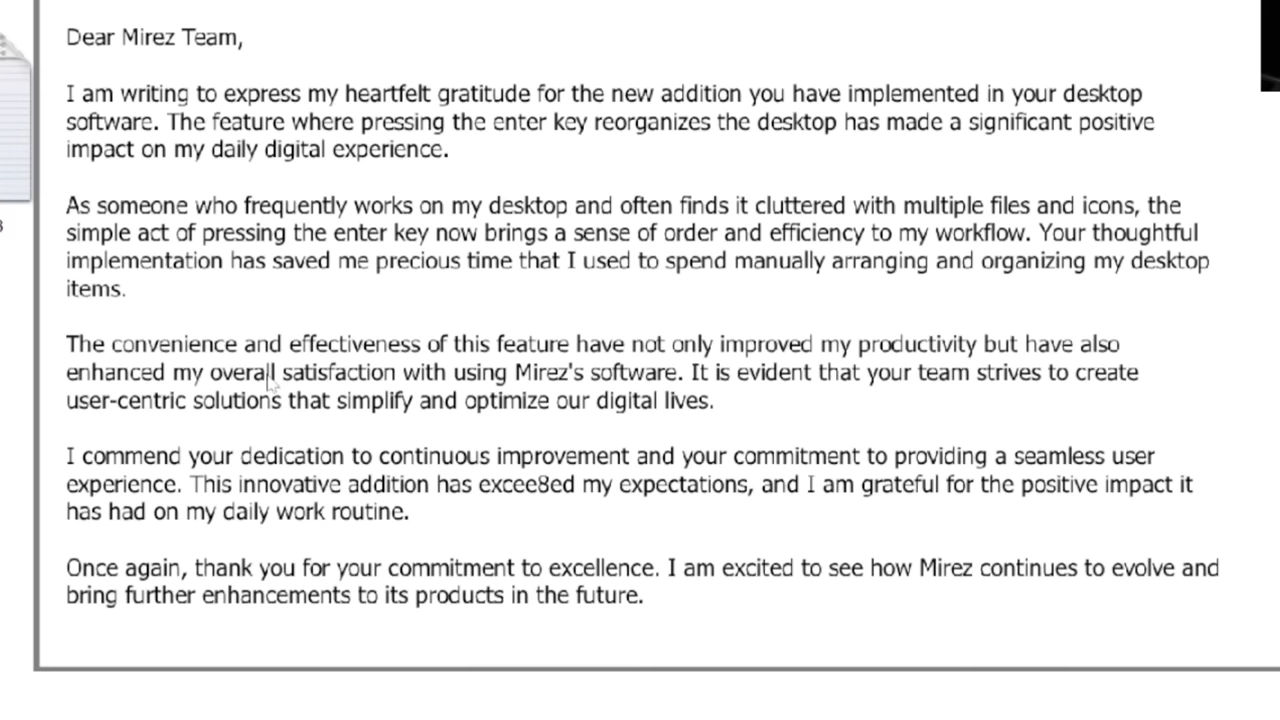 Dear Mirez Team,
I am writing to express my heartfelt gratitude for the new addition you have implemented in your desktop
software. The feature where pressing the enter key reorganizes the desktop has made a significant positive
impact on my daily digital experience.
As someone who frequently works on my desktop and often finds it cluttered with multiple files and icons, the
simple act of pressing the enter key now brings a sense of order and efficiency to my workflow. Your thoughtful
implementation has saved me precious time that I used to spend manually arranging and organizing my desktop
items.
The convenience and effectiveness of this feature have not only improved my productivity but have also
enhanced my overall satisfaction with using Mirez's software. It is evident that your team strives to create
user-centric solutions that simplify and optimize our digital lives.
I commend your dedication to continuous improvement and your commitment to providing a seamless user
experience. This innovative addition has excee8ed my expectations, and I am grateful for the positive impact it
has had on my daily work routine.
Once again, thank you for your commitment to excellence. I am excited to see how Mirez continues to evolve and
bring further enhancements to its products in the future.